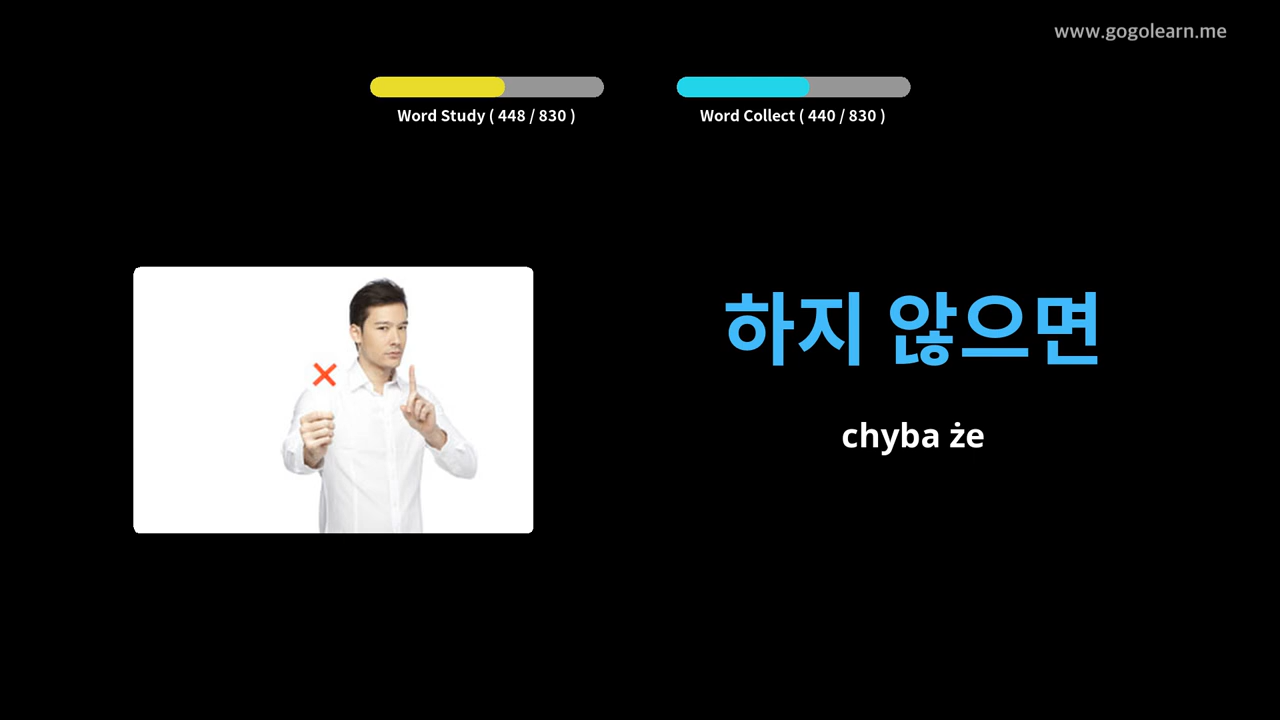 www.gogolearn.me
Word Study ( 448 / 830 )
Word Collect ( 440 / 830 )
하지 않으면
chyba że